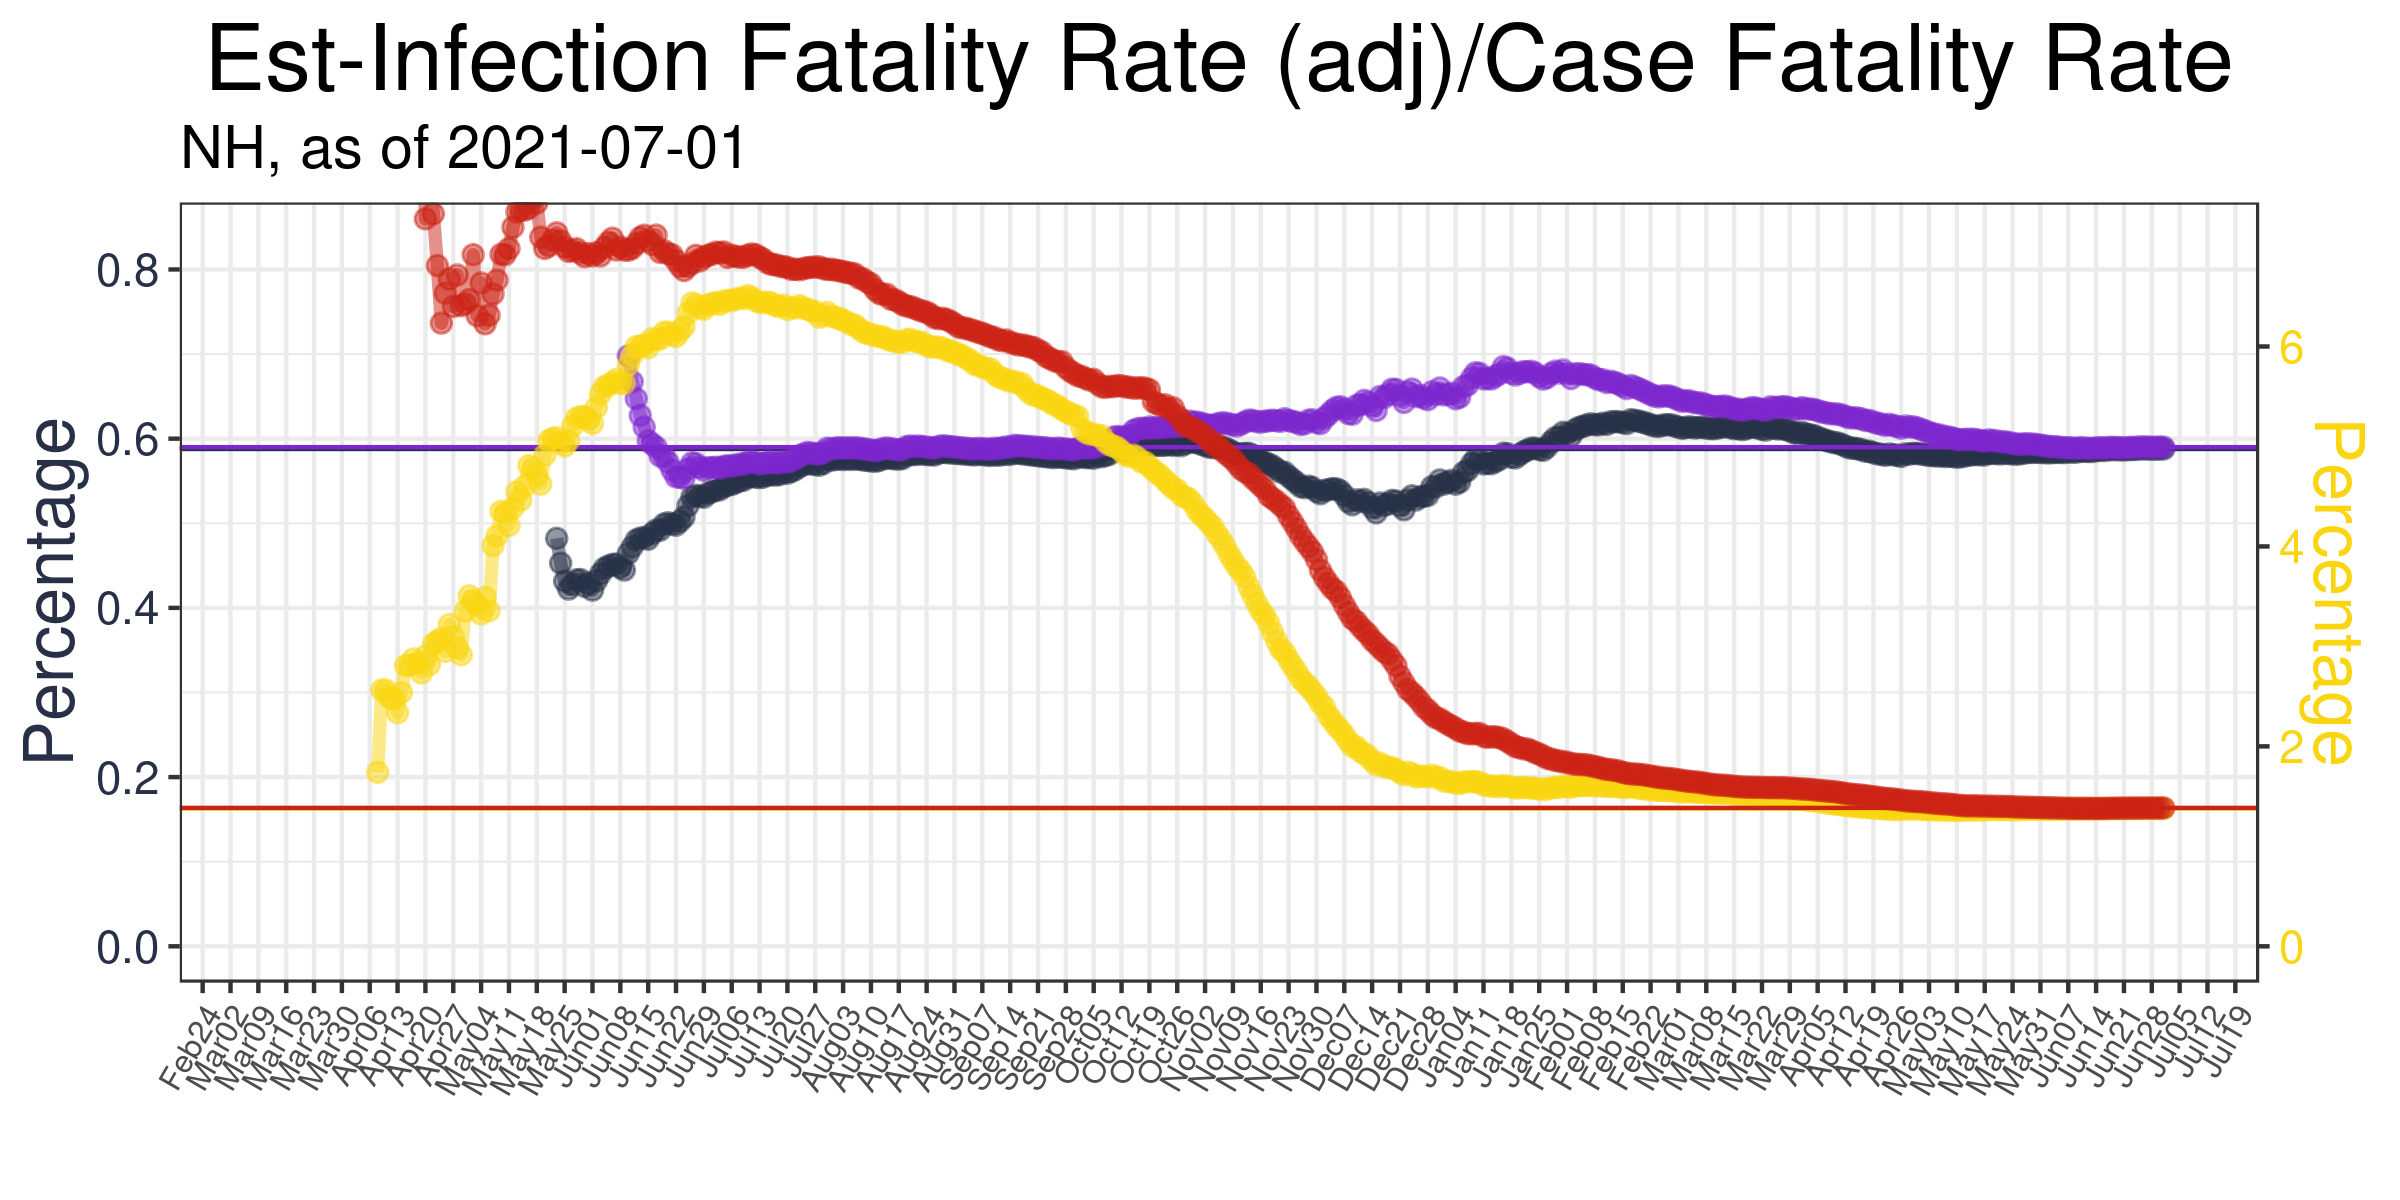 Est-Infection Fatality Rate (adj)/Case Fatality Rate
NH, as of 2021-07-01
Percentage
0.8
0.6
0.4
0.2
0.0
6
4
2
0
Percentage
Feb24
Mar02
Mar09
Mar16
Mar23
Mar30
Apr06
Apr13
Apr20
Apr27
May04
May11
May18
May25
Jun01
Jun08
Jun15
Jun22
Jun29
Jul06
Jul13
Jul20
Jul27
Aug03
Aug10
Aug17
Aug24
Aug31
Sep07
Sep14
Sep21
Sep28
Oct05
Oct12
Oct19
Oct26
Nov02
Nov09
Nov16
Nov23
Nov30
Dec07
Dec14
Dec21
Dec28
Jan04
Jan11
Jan18
Jan25
Feb01
Feb08
Feb15
Feb22
Mar01
Mar08
Mar15
Mar22
Mar29
Apr05
Apr12
Apr19
Apr26
May03
May10
May17
May24
May31
Jun07
Jun14
Jun21
Jun28
Jul05
Jul12
Jul19